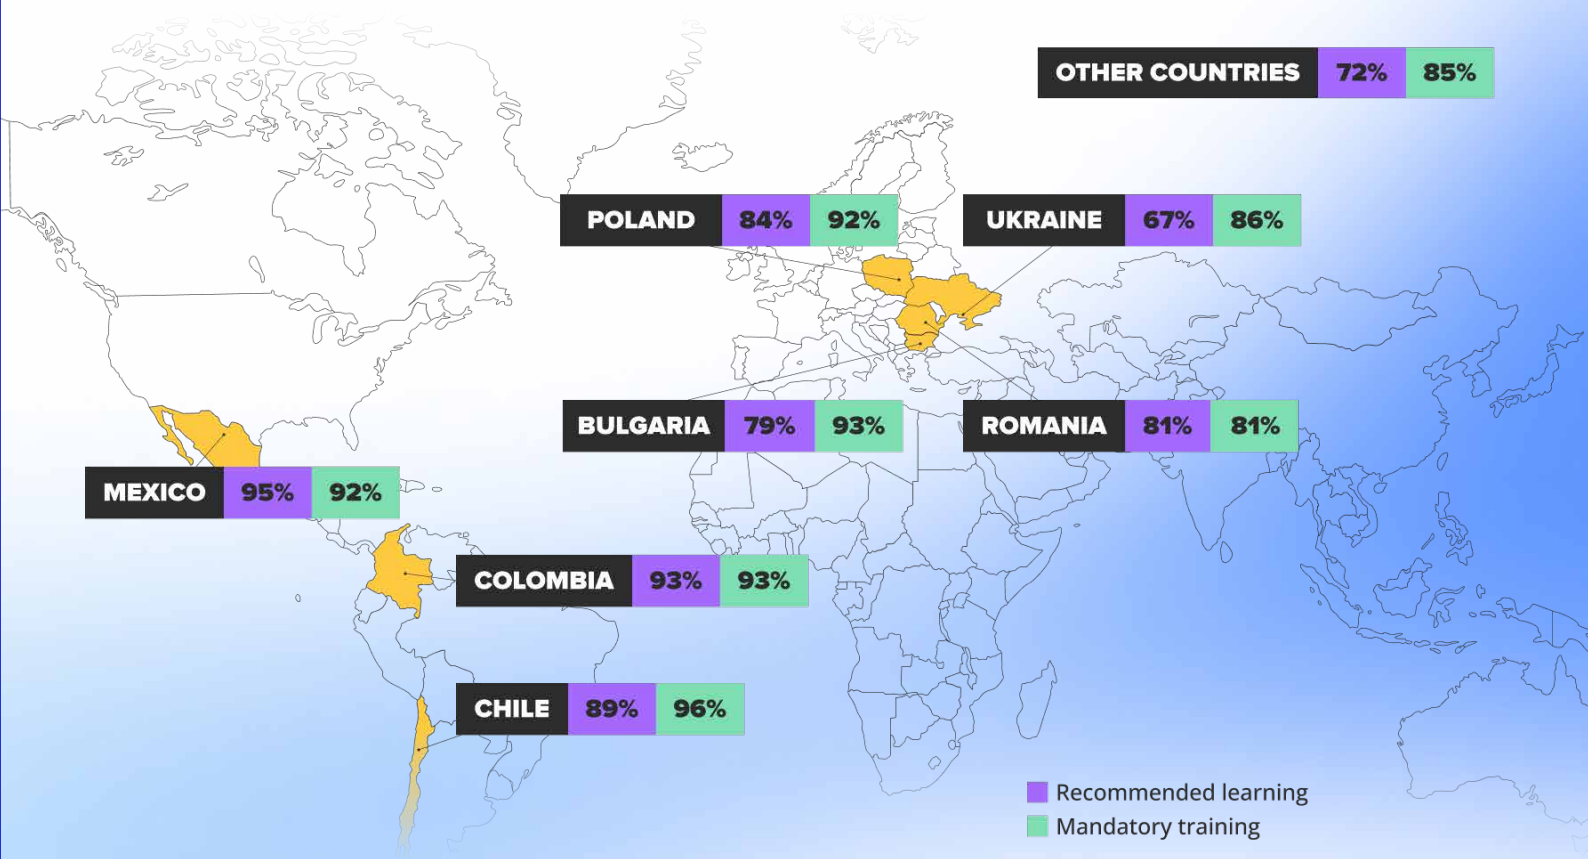 OTHER COUNTRIES 72% 85%
POLAND 84% 92%
UKRAINE 67% 86%
BULGARIA 79% 93%
ROMANIA 81% 81%
MEXICO 95% 92%
COLOMBIA 93% 93%
CHILE 89% 96%
Recommended learning
Mandatory training